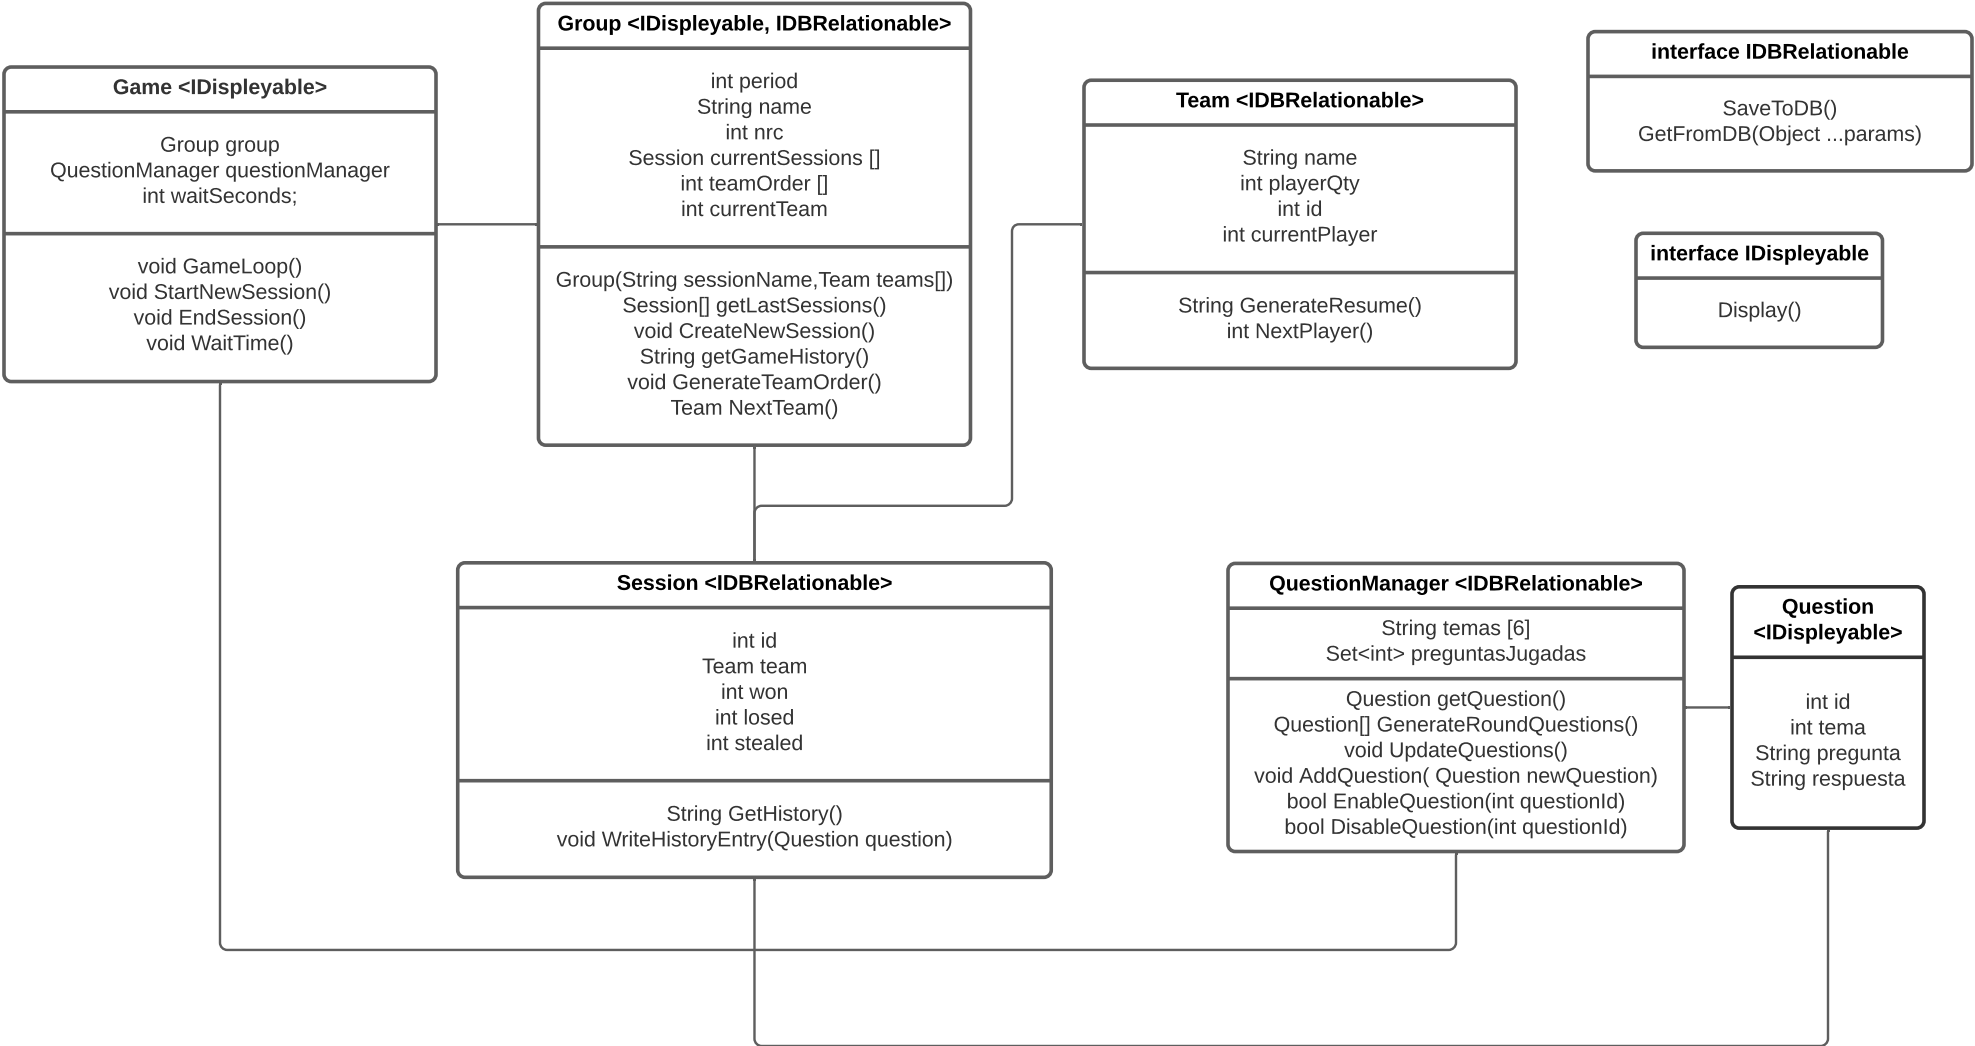 Game <IDispleyable>
Group group
QuestionManager questionManager
int waitSeconds;
void GameLoop()
void StartNewSession()
void EndSession()
void WaitTime()
Group <IDispleyable, IDBRelationable>
int period
String name
int nrc
Session currentSessions []
int teamOrder []
int currentTeam
Group(String sessionName,Team teams[])
Session[] getLastSessions()
void CreateNewSession()
String getGameHistory()
void GenerateTeamOrder()
Team NextTeam()
Team <IDBRelationable>
String name
int playerQty
int id
int currentPlayer
String GenerateResume()
int NextPlayer()
interface IDBRelationable
SaveToDB()
GetFromDB(Object ...params)
interface IDispleyable
Display()
Session <IDBRelationable>
int id
Team team
int won
int losed
int stealed
String GetHistory()
void WriteHistoryEntry(Question question)
QuestionManager <IDBRelationable>
String temas [6]
Set<int> preguntasJugadas
Question getQuestion()
Question[] GenerateRoundQuestions()
void UpdateQuestions()
void AddQuestion( Question newQuestion)
bool EnableQuestion(int questionId)
bool DisableQuestion(int questionId)
Question
<IDispleyable>
int id
int tema
String pregunta
String respuesta